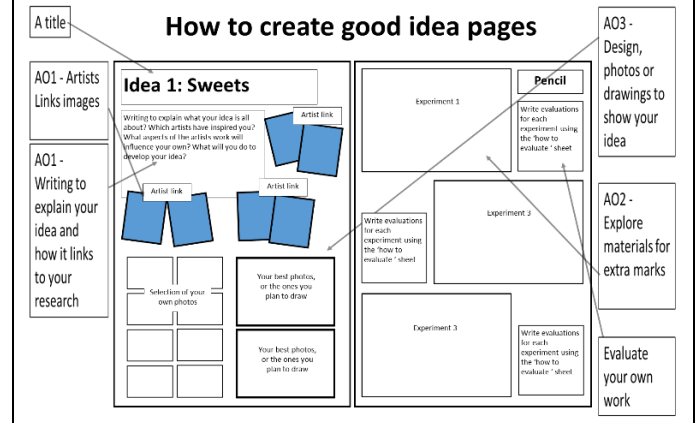 How to create good idea pages
A title
AO1 - Artists
Links images
AO1 -
Writing to
explain your
idea and
how it links
to your
research
Idea 1: Sweets
Writing to explain what your idea is all
about? Which artists have inspired you?
What aspects of the artists work will
influence your own? What will you do to
develop your idea?
Artist link
Artist link
Artist link
Selection of your
own photos
Your best photos,
or the ones you
plan to draw
Your best photos,
or the ones you
plan to draw
Experiment 1
Pencil
Write evaluations
for each
experiment using
the 'how to
evaluate ' sheet
Experiment 3
Write evaluations
for each
experiment using
the 'how to
evaluate ' sheet
Experiment 3
Write evaluations
for each
experiment using
the 'how to
evaluate ' sheet
AO3 -
Design,
photos or
drawings to
show your
idea
AO2 -
Explore
materials for
extra marks
Evaluate
your own
work